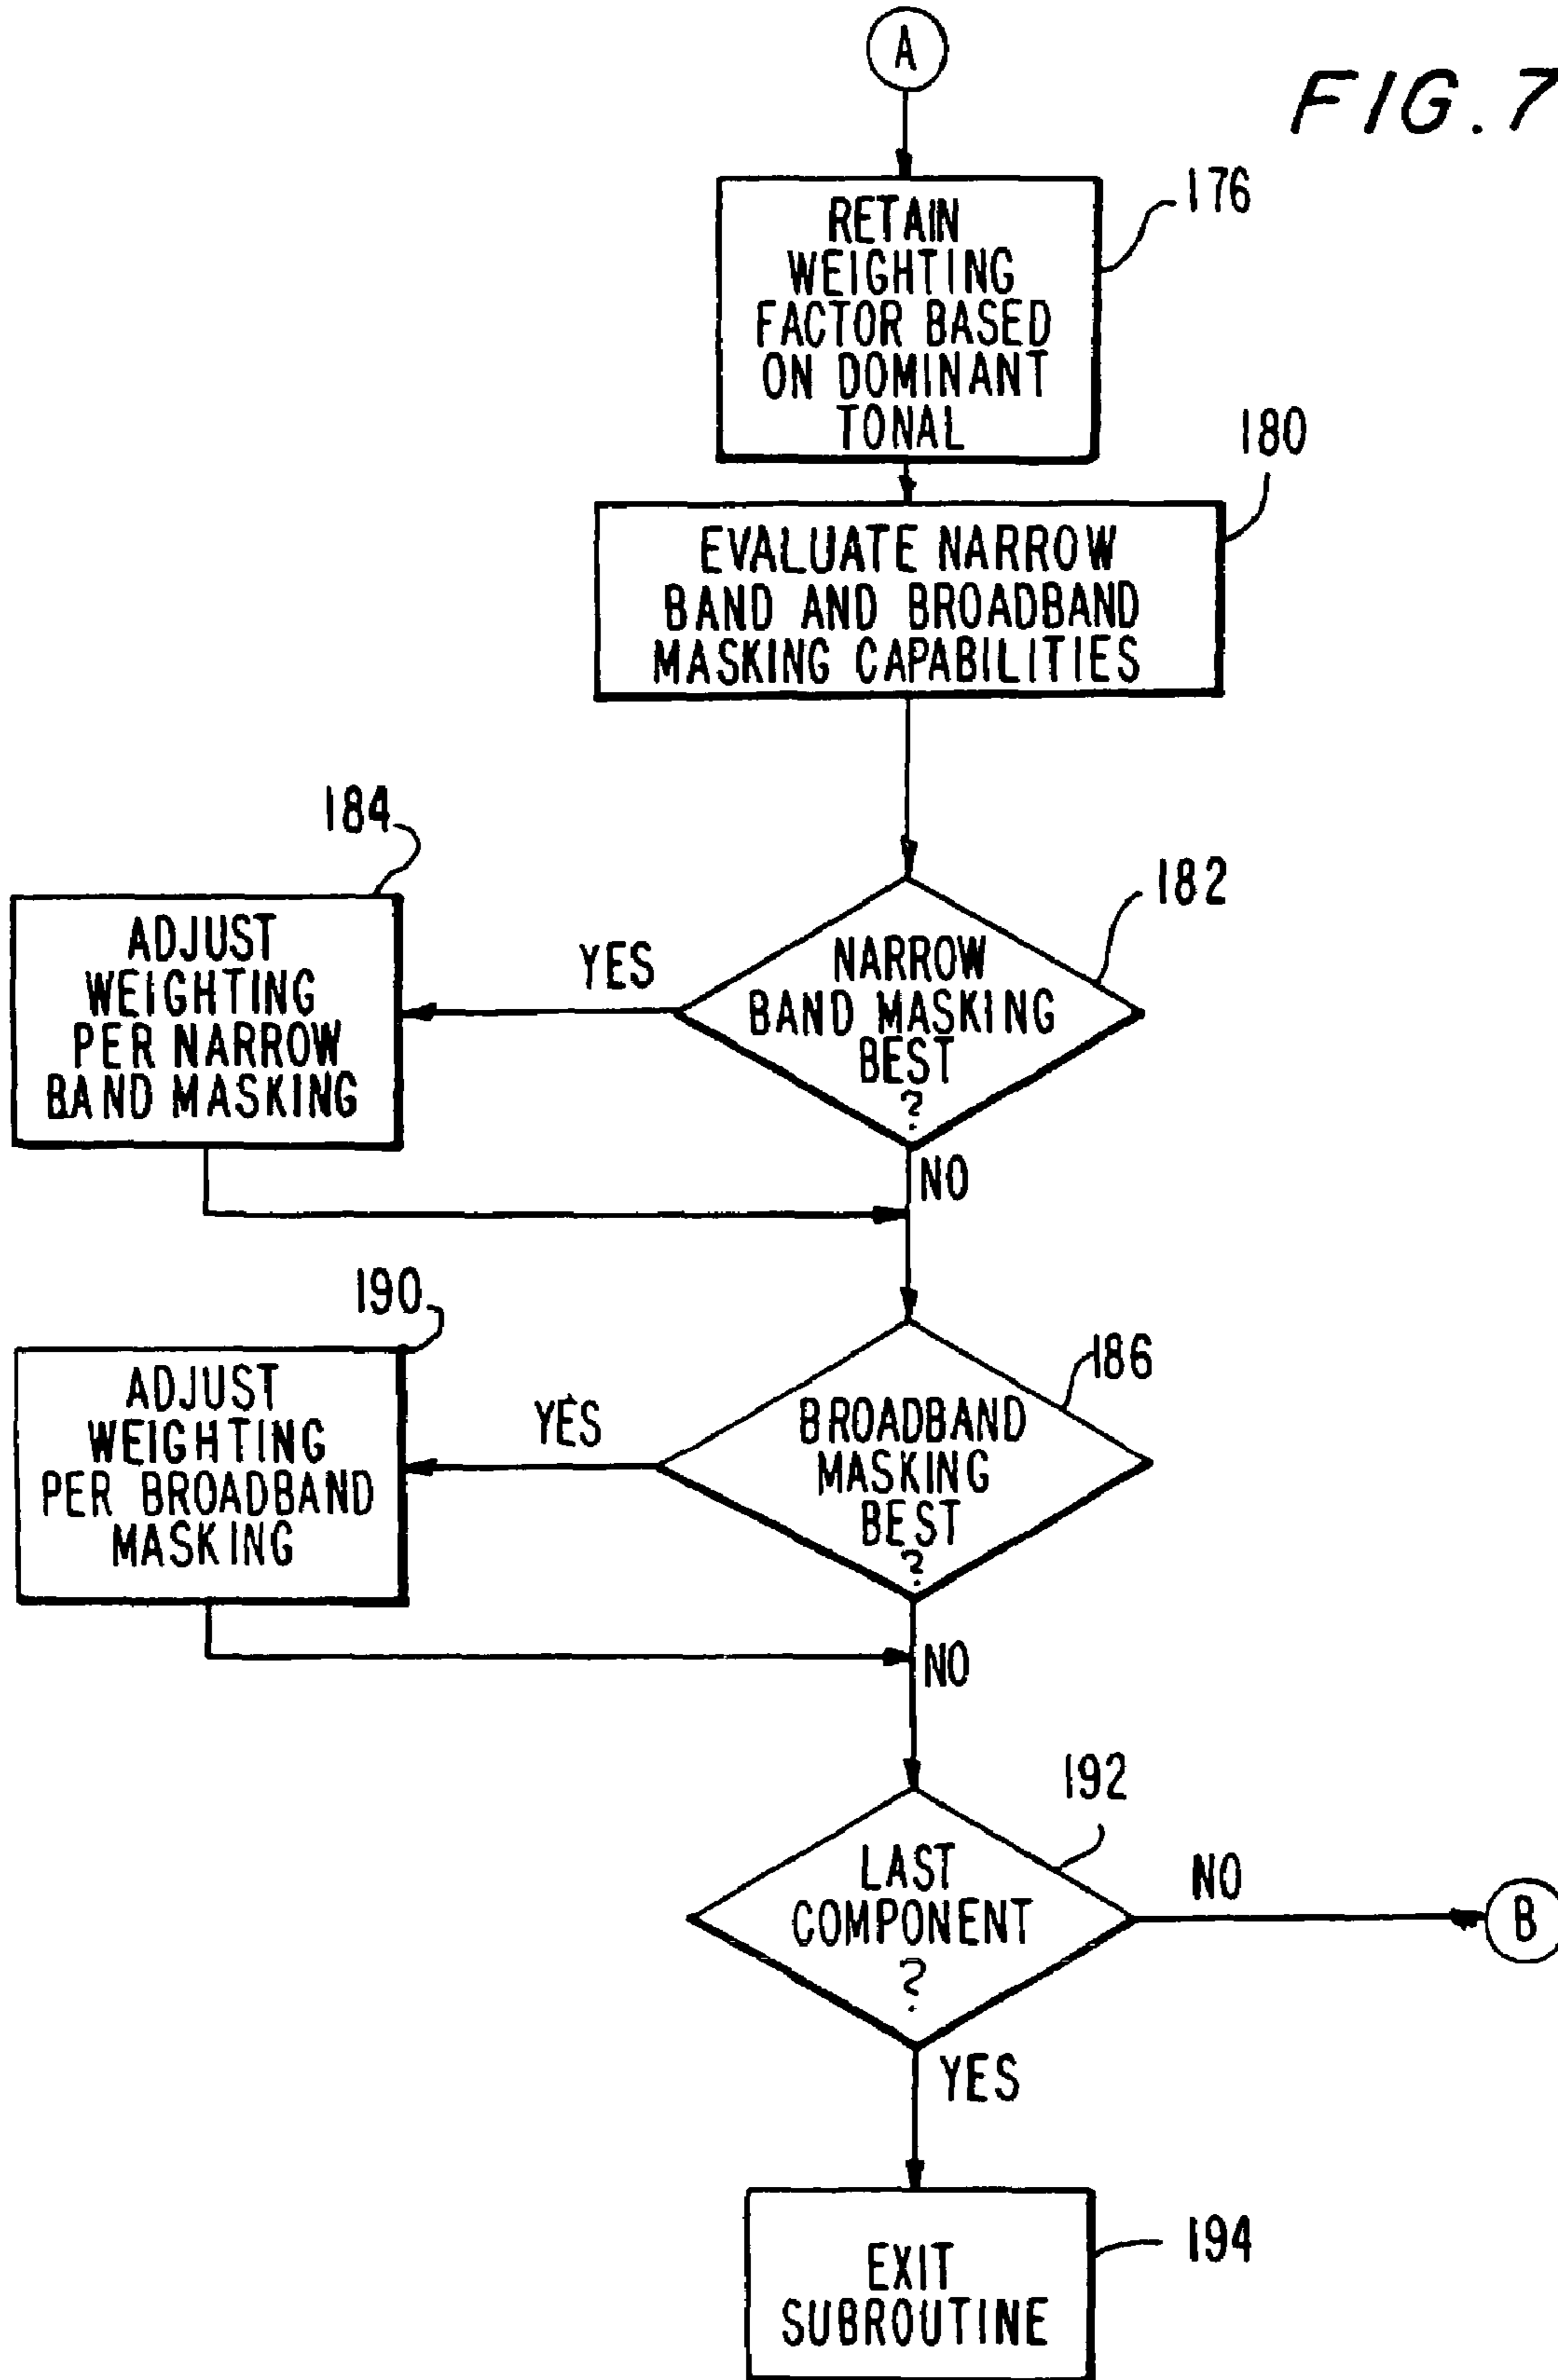 A
FIG. 7
RETAIN
WEIGHTING
FACTOR BASED
ON DOMINANT
TONAL
176
EVALUATE NARROW
BAND AND BROADBAND
MASKING CAPABILITIES
180
NARROW
BAND MASKING
BEST
?
182
YES
NO
ADJUST
WEIGHTING
PER NARROW
BAND MASKING
184
BROADBAND
MASKING
BEST
?
186
YES
NO
ADJUST
WEIGHTING
PER BROADBAND
MASKING
190
LAST
COMPONENT
?
192
NO
B
YES
EXIT
SUBROUTINE
194